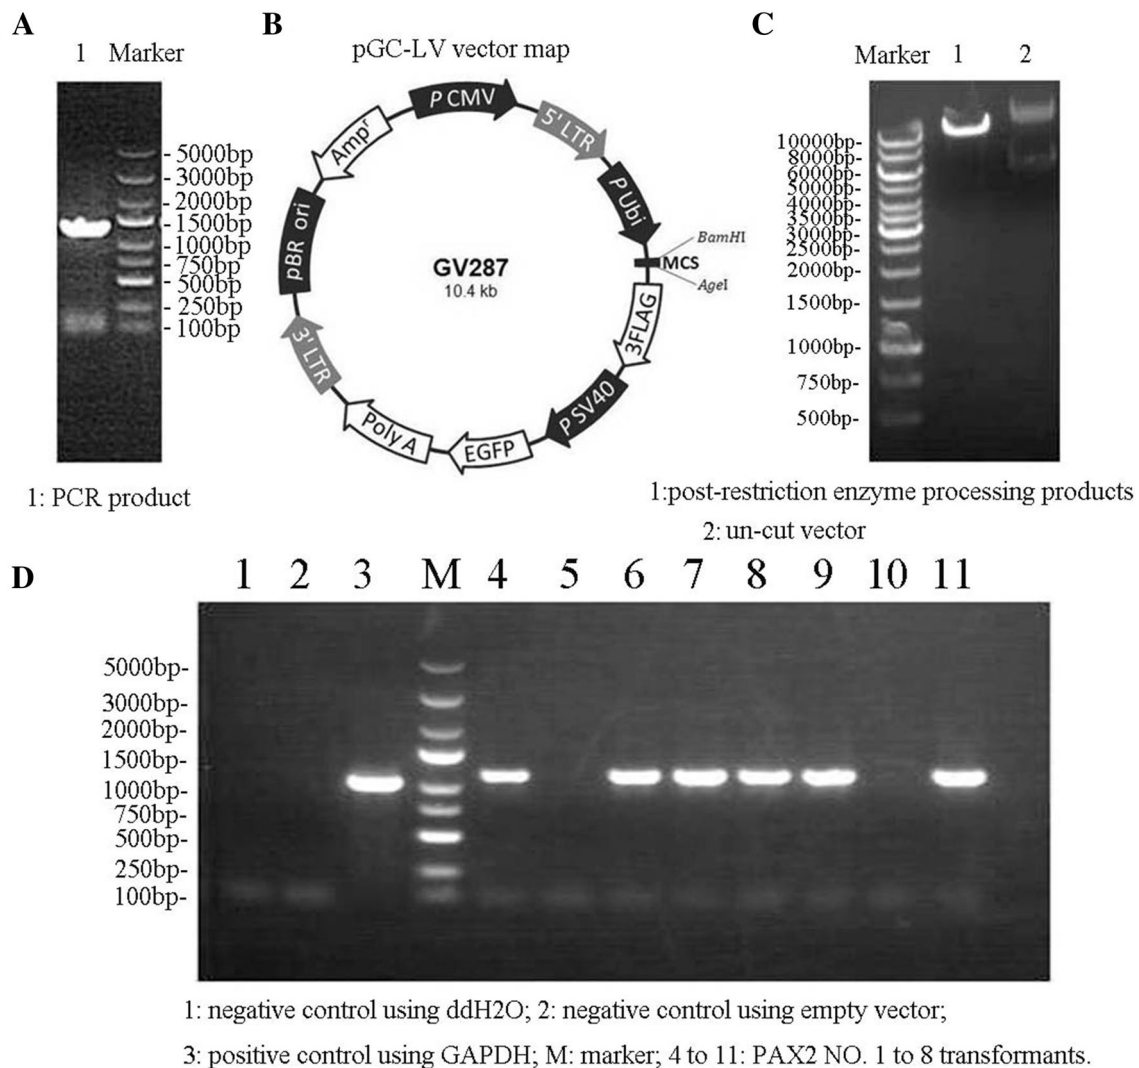 A
1 Marker
5000bp
3000bp
2000bp
1500bp
1000bp
750bp
500bp
250bp
100bp
1: PCR product
B
pGC-LV vector map
P CMV
5' LTR
P Ubi
BamHI
MCS
AgeI
3FLAG
P SV40
EGFP
Poly A
3' LTR
pBR ori
Amp^r
GV287
10.4 kb
C
Marker 1 2
10000bp-
8000bp-
6000bp-
5000bp-
4000bp-
3500bp-
3000bp-
2500bp-
2000bp-
1500bp-
1000bp-
750bp-
500bp-
1:post-restriction enzyme processing products
2: un-cut vector
D
1 2 3 M 4 5 6 7 8 9 10 11
5000bp-
3000bp-
2000bp-
1500bp-
1000bp-
750bp-
500bp-
250bp-
100bp-
1: negative control using ddH2O; 2: negative control using empty vector;
3: positive control using GAPDH; M: marker; 4 to 11: PAX2 NO. 1 to 8 transformants.